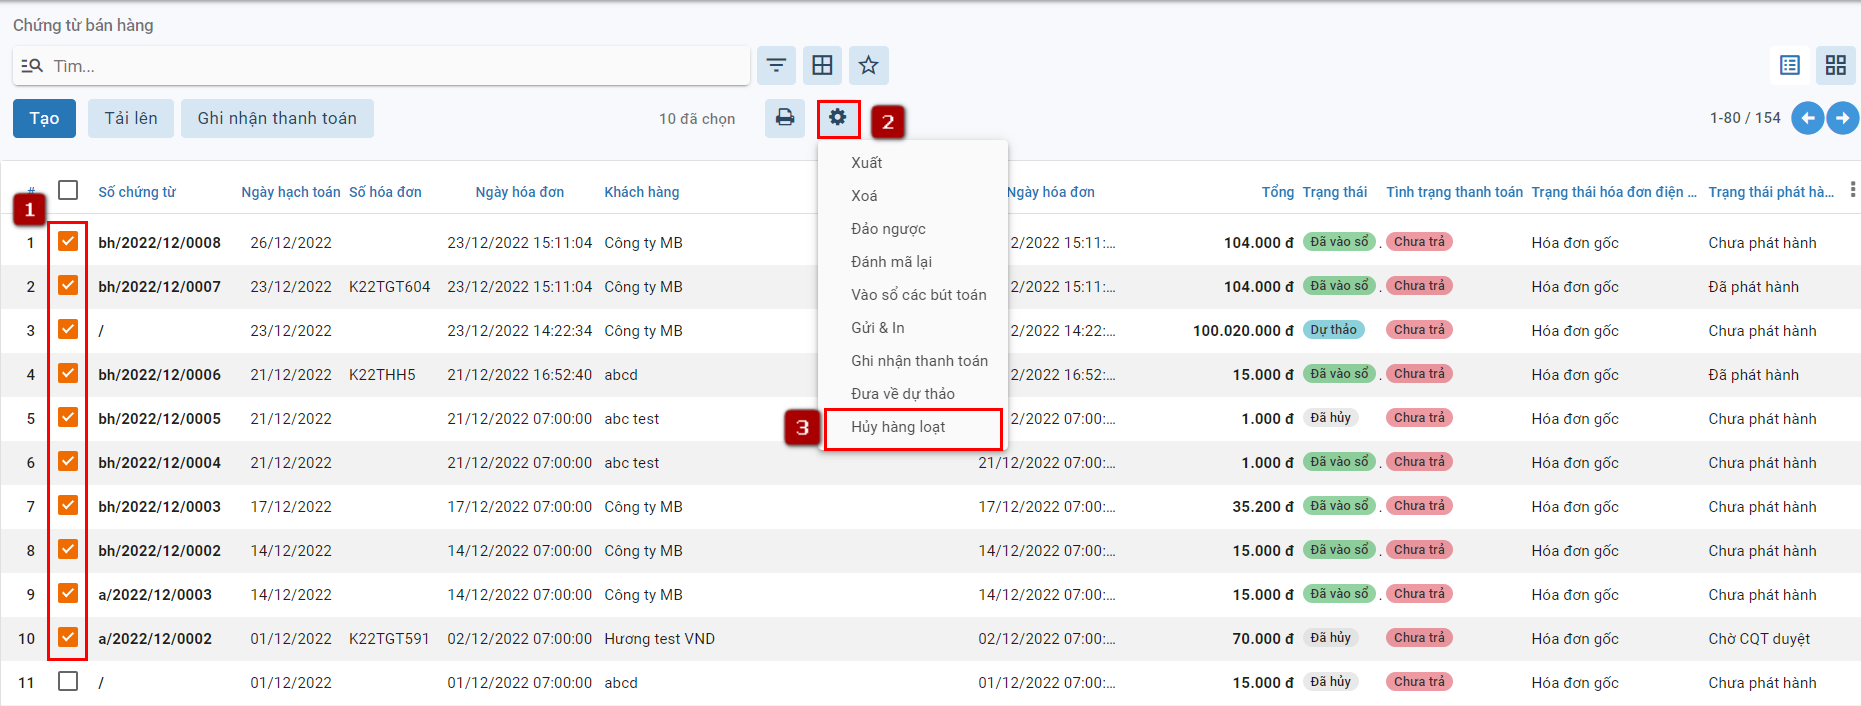 Chứng từ bán hàng
Tìm...
Tạo Tải lên Ghi nhận thanh toán 10 đã chọn 2 1-80 / 154
Xuất
Xoá
Đảo ngược
Đánh mã lại
Vào sổ các bút toán
Gửi & In
Ghi nhận thanh toán
Đưa về dự thảo
3 Hủy hàng loạt
# Số chứng từ Ngày hạch toán Số hóa đơn Ngày hóa đơn Khách hàng Ngày hóa đơn Tổng Trạng thái Tình trạng thanh toán Trạng thái hóa đơn điện ... Trạng thái phát hà...
1
1 bh/2022/12/0008 26/12/2022 23/12/2022 15:11:04 Công ty MB 2/2022 15:11:... 104.000 đ Đã vào sổ . Chưa trả Hóa đơn gốc Chưa phát hành
2 bh/2022/12/0007 23/12/2022 K22TGT604 23/12/2022 15:11:04 Công ty MB 2/2022 15:11:... 104.000 đ Đã vào sổ . Chưa trả Hóa đơn gốc Đã phát hành
3 / 23/12/2022 23/12/2022 14:22:34 Công ty MB 2/2022 14:22:... 100.020.000 đ Dự thảo Chưa trả Hóa đơn gốc Chưa phát hành
4 bh/2022/12/0006 21/12/2022 K22THH5 21/12/2022 16:52:40 abcd 2/2022 16:52:... 15.000 đ Đã vào sổ . Chưa trả Hóa đơn gốc Đã phát hành
5 bh/2022/12/0005 21/12/2022 21/12/2022 07:00:00 abc test 2/2022 07:00:... 1.000 đ Đã hủy Chưa trả Hóa đơn gốc Chưa phát hành
6 bh/2022/12/0004 21/12/2022 21/12/2022 07:00:00 abc test 21/12/2022 07:00:... 1.000 đ Đã vào sổ . Chưa trả Hóa đơn gốc Chưa phát hành
7 bh/2022/12/0003 17/12/2022 17/12/2022 07:00:00 Công ty MB 17/12/2022 07:00:... 35.200 đ Đã vào sổ . Chưa trả Hóa đơn gốc Chưa phát hành
8 bh/2022/12/0002 14/12/2022 14/12/2022 07:00:00 Công ty MB 14/12/2022 07:00:... 15.000 đ Đã vào sổ . Chưa trả Hóa đơn gốc Chưa phát hành
9 a/2022/12/0003 14/12/2022 14/12/2022 07:00:00 Công ty MB 14/12/2022 07:00:... 15.000 đ Đã vào sổ . Chưa trả Hóa đơn gốc Chưa phát hành
10 a/2022/12/0002 01/12/2022 K22TGT591 02/12/2022 07:00:00 Hương test VND 02/12/2022 07:00:... 70.000 đ Đã hủy Chưa trả Hóa đơn gốc Chờ CQT duyệt
11 / 01/12/2022 01/12/2022 07:00:00 abcd 01/12/2022 07:00:... 15.000 đ Đã hủy Chưa trả Hóa đơn gốc Chưa phát hành